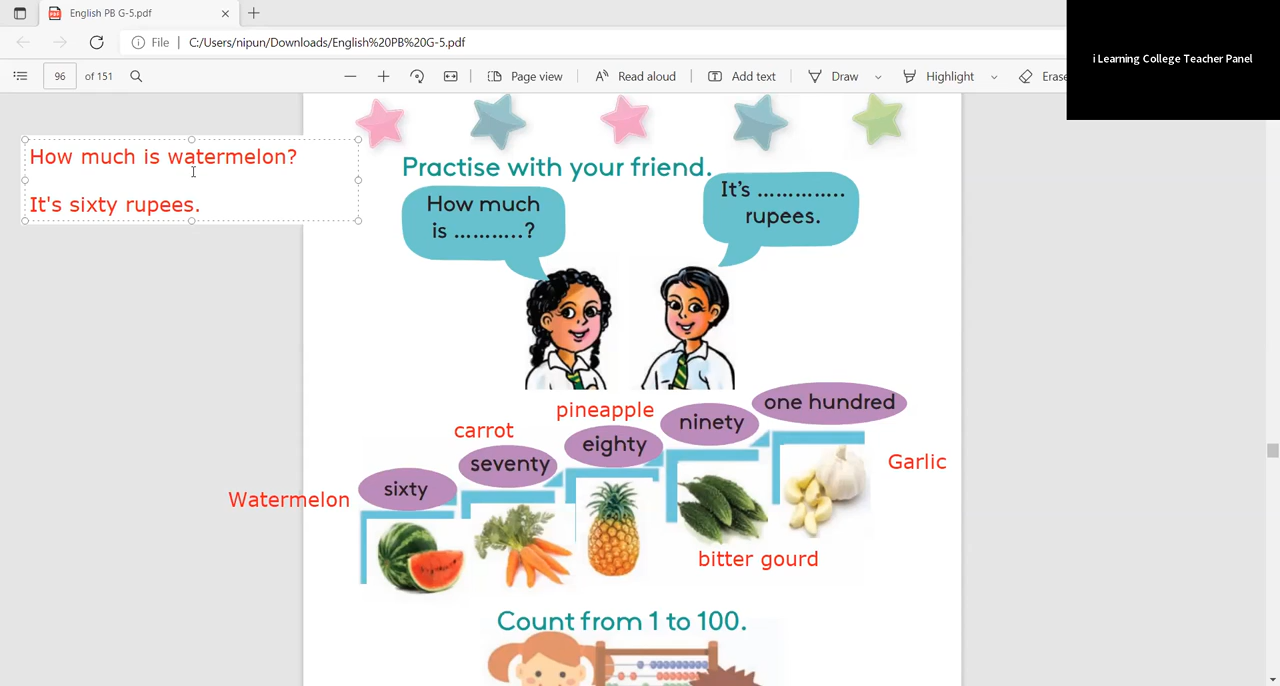 English PB G-5.pdf
File
C:/Users/nipun/Downloads/English%20PB%20G-5.pdf
i Learning College Teacher Panel
96 of 151
Page view
Read aloud
Add text
Draw
Highlight
Erase
How much is watermelon?
It's sixty rupees.
Practise with your friend.
How much
is ………..?
It's …………..
rupees.
one hundred
pineapple
ninety
carrot
eighty
seventy
Garlic
sixty
Watermelon
bitter gourd
Count from 1 to 100.